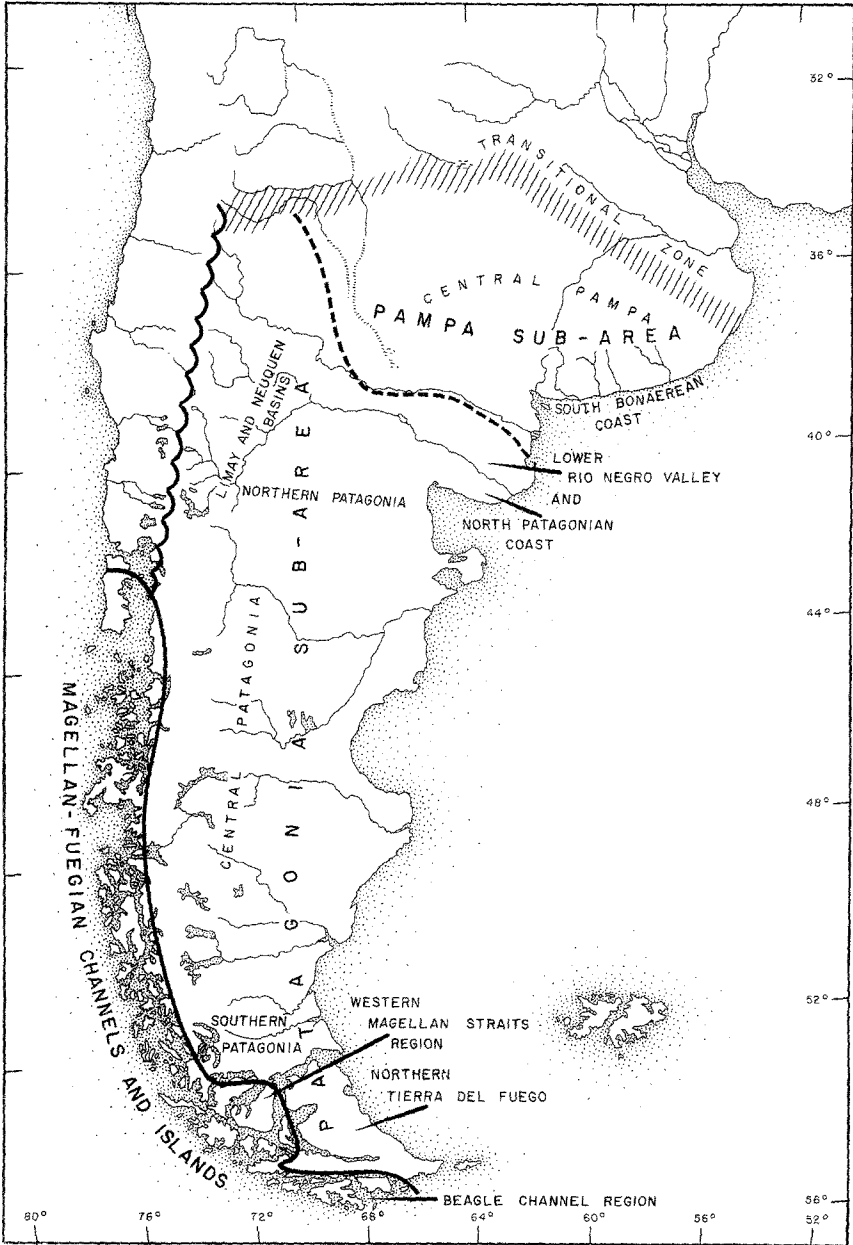 32°
TRANSITIONAL ZONE
36°
CENTRAL PAMPA
PAMPA SUB-AREA
LIMAY AND NEUQUEN
BASINS
SOUTH BONAEREAN
COAST
40°
LOWER
RIO NEGRO VALLEY
AND
NORTH PATAGONIAN
COAST
NORTHERN PATAGONIA
PATAGONIA SUB-AREA
44°
CENTRAL PATAGONIA
48°
MAGELLAN-FUEGIAN CHANNELS AND ISLANDS
52°
SOUTHERN
PATAGONIA
WESTERN
MAGELLAN STRAITS
REGION
NORTHERN
TIERRA DEL FUEGO
BEAGLE CHANNEL REGION
56°
80° 76° 72° 68° 64° 60° 56° 52°